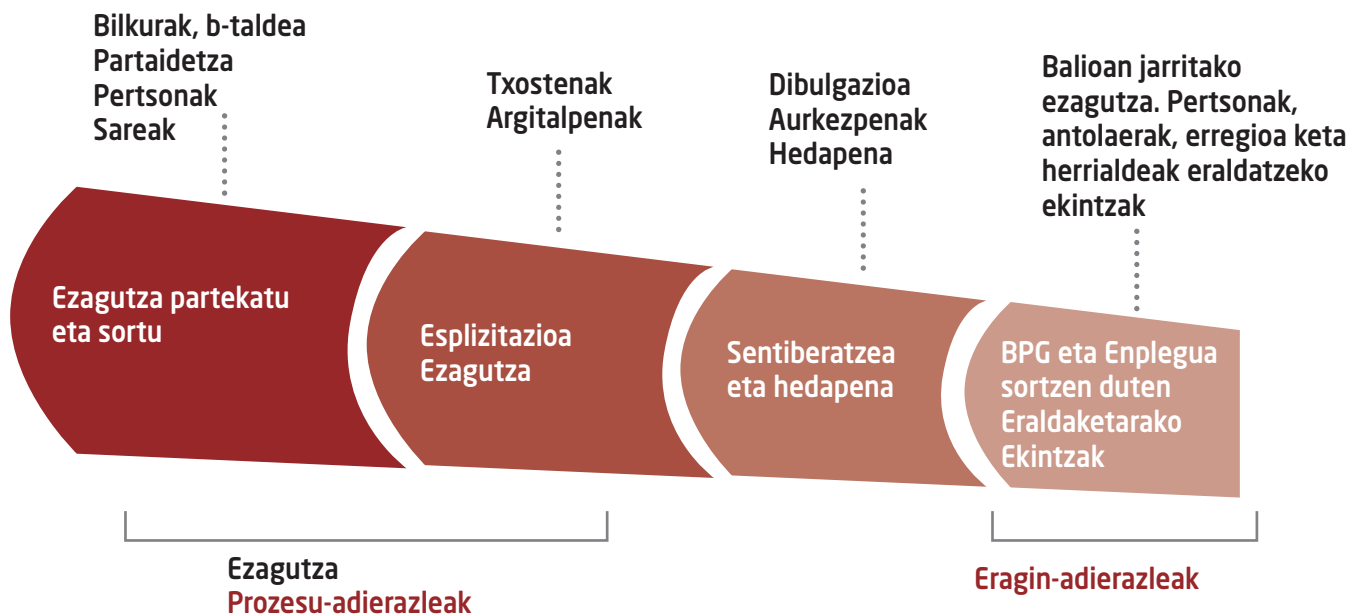 Bilkurak, b-taldea
Partaidetza
Pertsonak
Sareak
Txostenak
Argitalpenak
Dibulgazioa
Aurkezpenak
Hedapena
Balioan jarritako
ezagutza. Pertsonak,
antolaerak, erregioa keta
herrialdeak eraldatzeko
ekintzak
Ezagutza partekatu
eta sortu
Esplizitazioa
Ezagutza
Sentiberatzea
eta hedapena
BPG eta Enplegua
sortzen duten
Eraldaketarako
Ekintzak
Ezagutza
Prozesu-adierazleak
Eragin-adierazleak